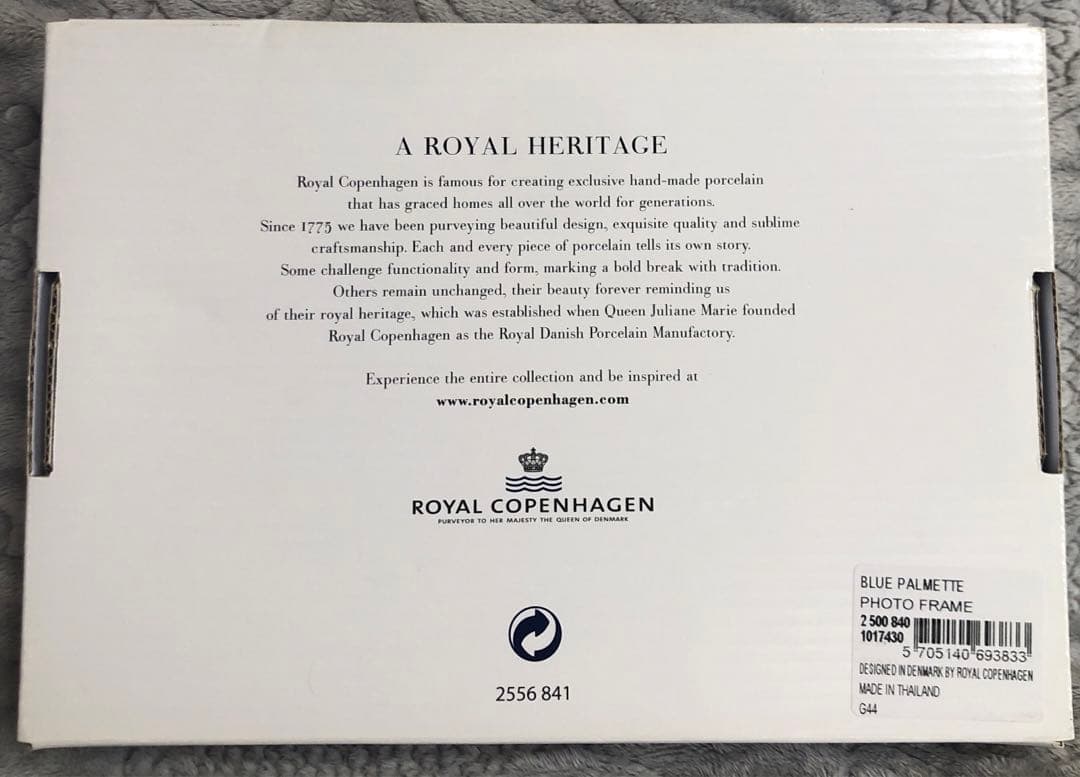 A ROYAL HERITAGE
Royal Copenhagen is famous for creating exclusive hand-made porcelain
that has graced homes all over the world for generations.
Since 1775 we have been purveying beautiful design, exquisite quality and sublime
craftsmanship. Each and every piece of porcelain tells its own story.
Some challenge functionality and form, marking a bold break with tradition.
Others remain unchanged, their beauty forever reminding us
of their royal heritage, which was established when Queen Juliane Marie founded
Royal Copenhagen as the Royal Danish Porcelain Manufactory.
Experience the entire collection and be inspired at
www.royalcopenhagen.com
ROYAL COPENHAGEN
PURVEYOR TO HER MAJESTY THE QUEEN OF DENMARK
2556 841
BLUE PALMETTE
PHOTO FRAME
2 500 840
1017430
5 705140 693833
DESIGNED IN DENMARK BY ROYAL COPENHAGEN
MADE IN THAILAND
G44